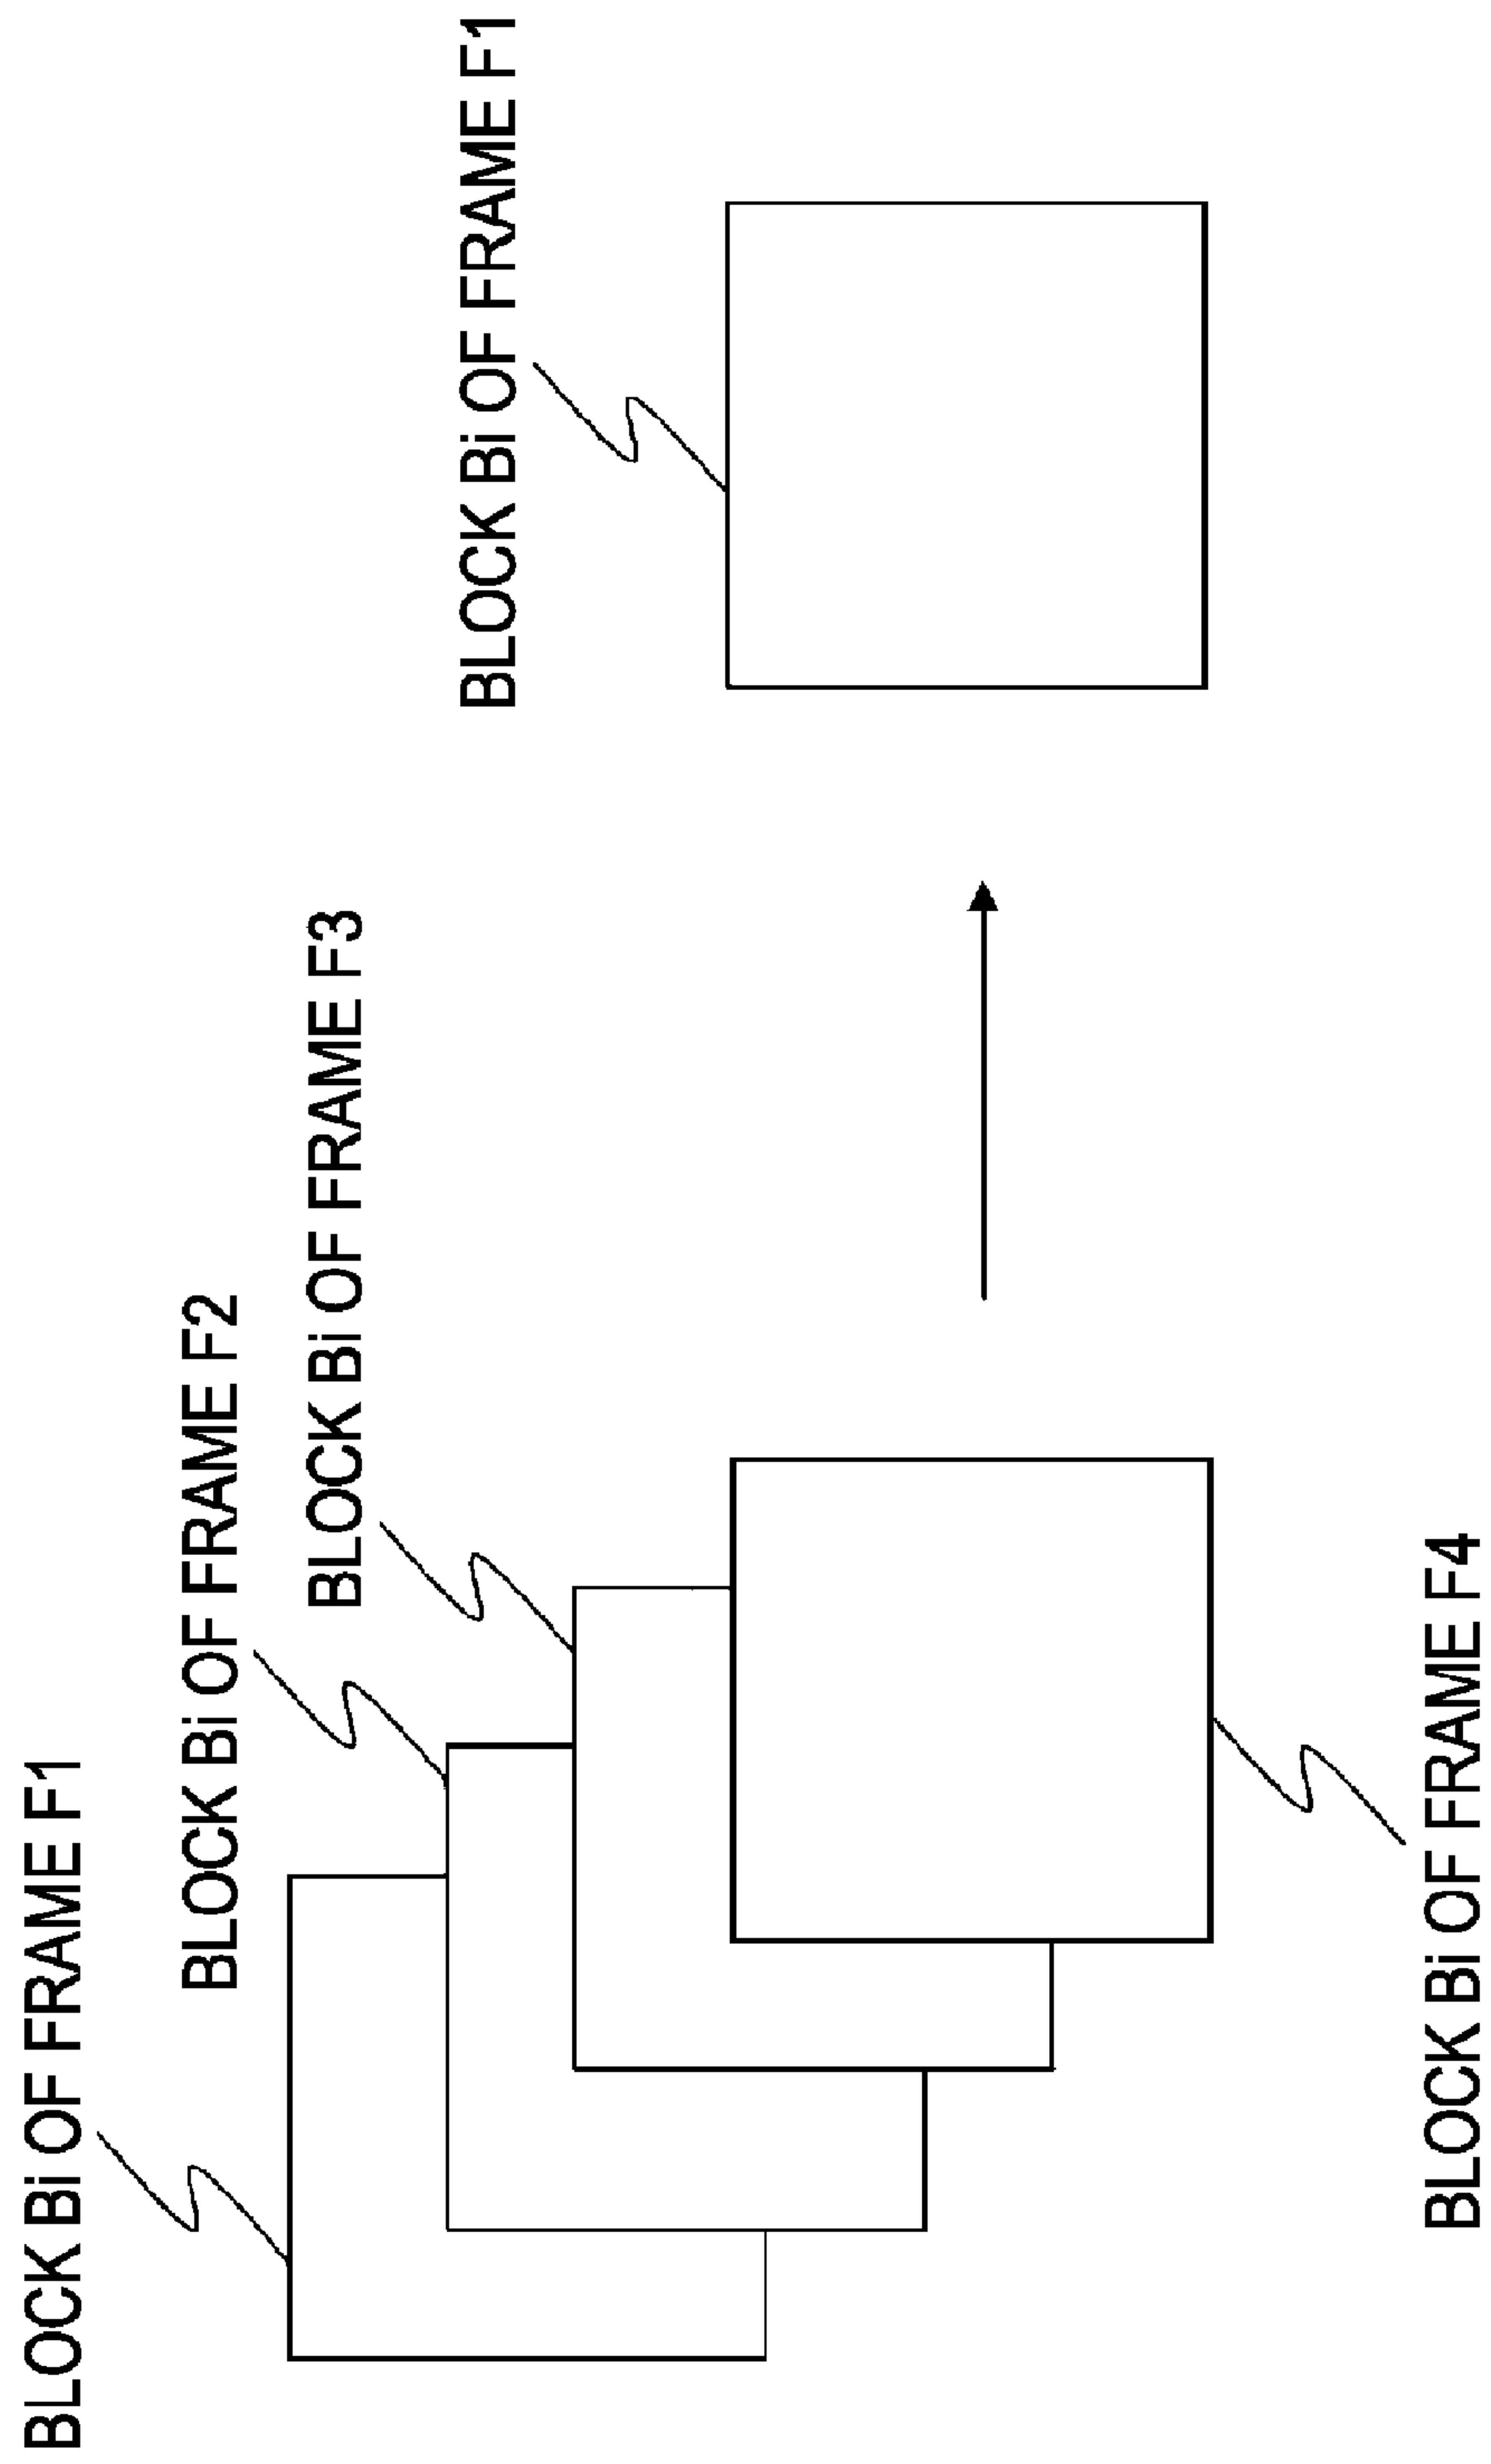 BLOCK Bi OF FRAME F1
BLOCK Bi OF FRAME F2
BLOCK Bi OF FRAME F3
BLOCK Bi OF FRAME F1
BLOCK Bi OF FRAME F4